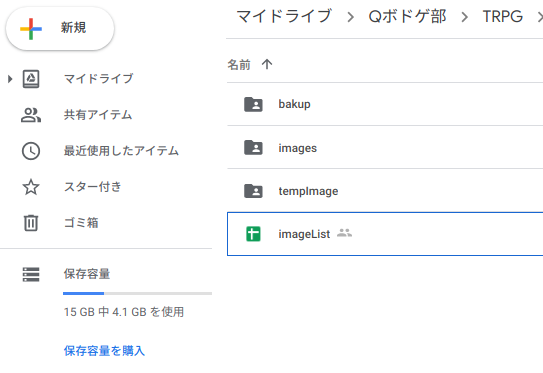 新規
マイドライブ
共有アイテム
最近使用したアイテム
スター付き
ゴミ箱
保存容量
15 GB 中 4.1 GB を使用
保存容量を購入
マイドライブ > Qボドゲ部 > TRPG >
名前 ↑
bakup
images
tempImage
imageList